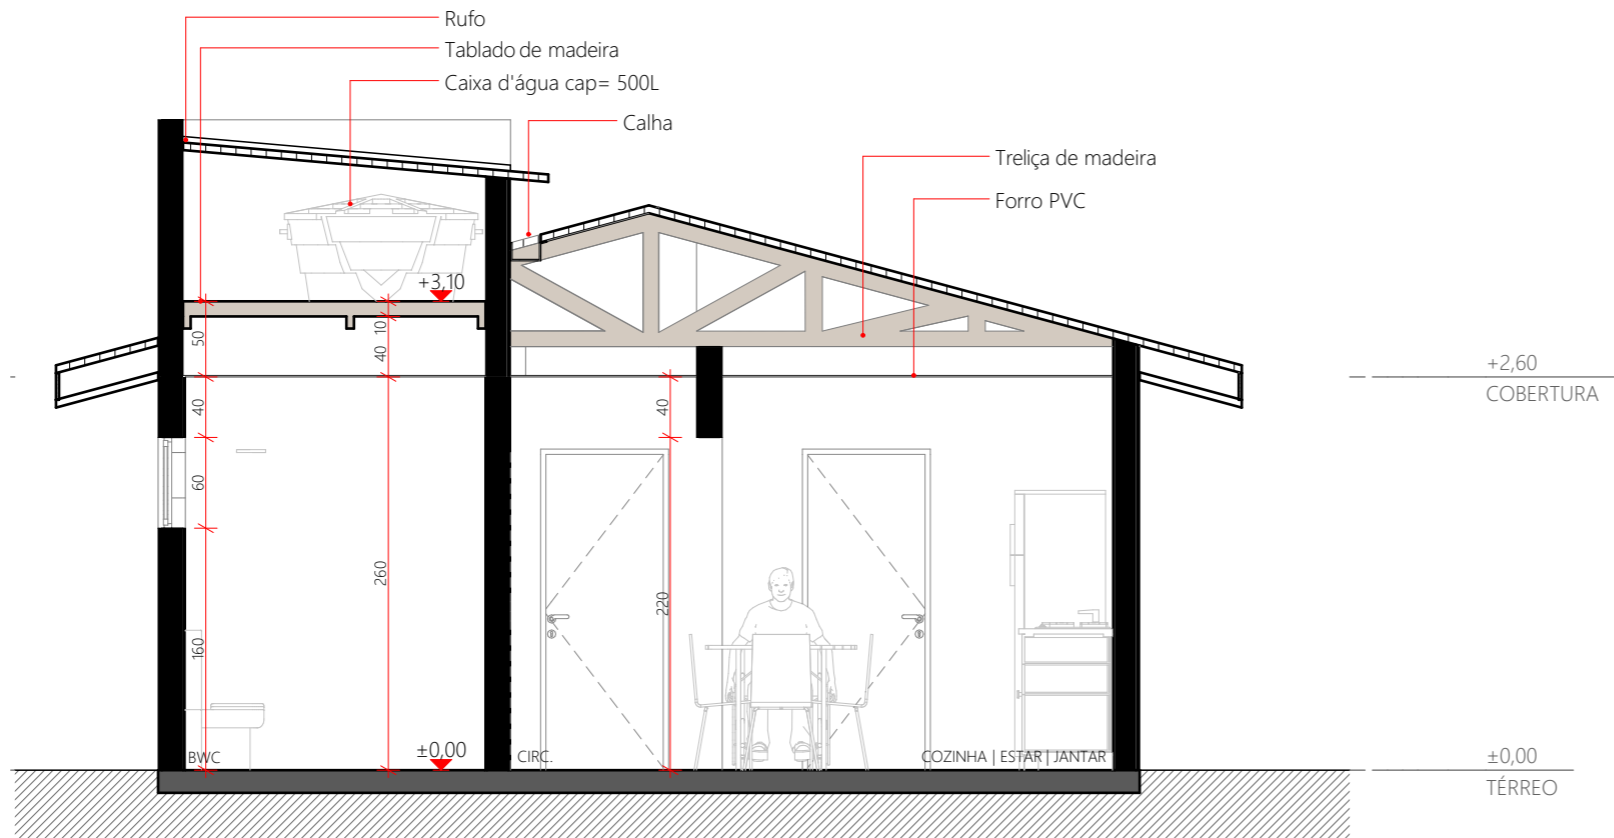 Rufo
Tablado de madeira
Caixa d'água cap= 500L
Calha
Treliça de madeira
Forro PVC
+3,10
50
10
40
+2,60
COBERTURA
40
40
60
260
220
160
±0,00
BWC
CIRC.
COZINHA | ESTAR | JANTAR
±0,00
TÉRREO